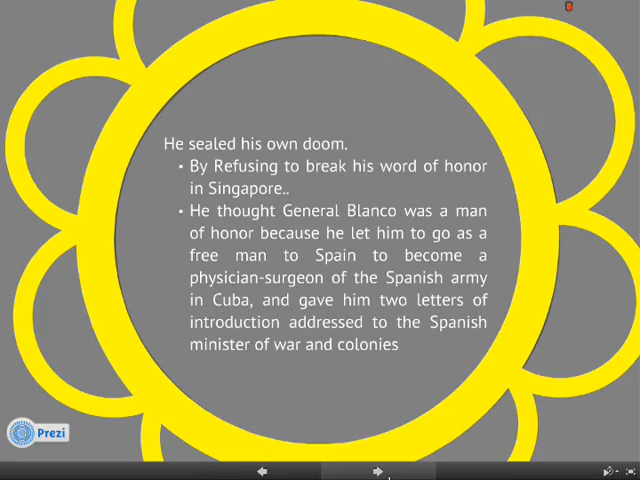 He sealed his own doom.
• By Refusing to break his word of honor
in Singapore..
• He thought General Blanco was a man
of honor because he let him to go as a
free man to Spain to become a
physician-surgeon of the Spanish army
in Cuba, and gave him two letters of
introduction addressed to the Spanish
minister of war and colonies
Prezi